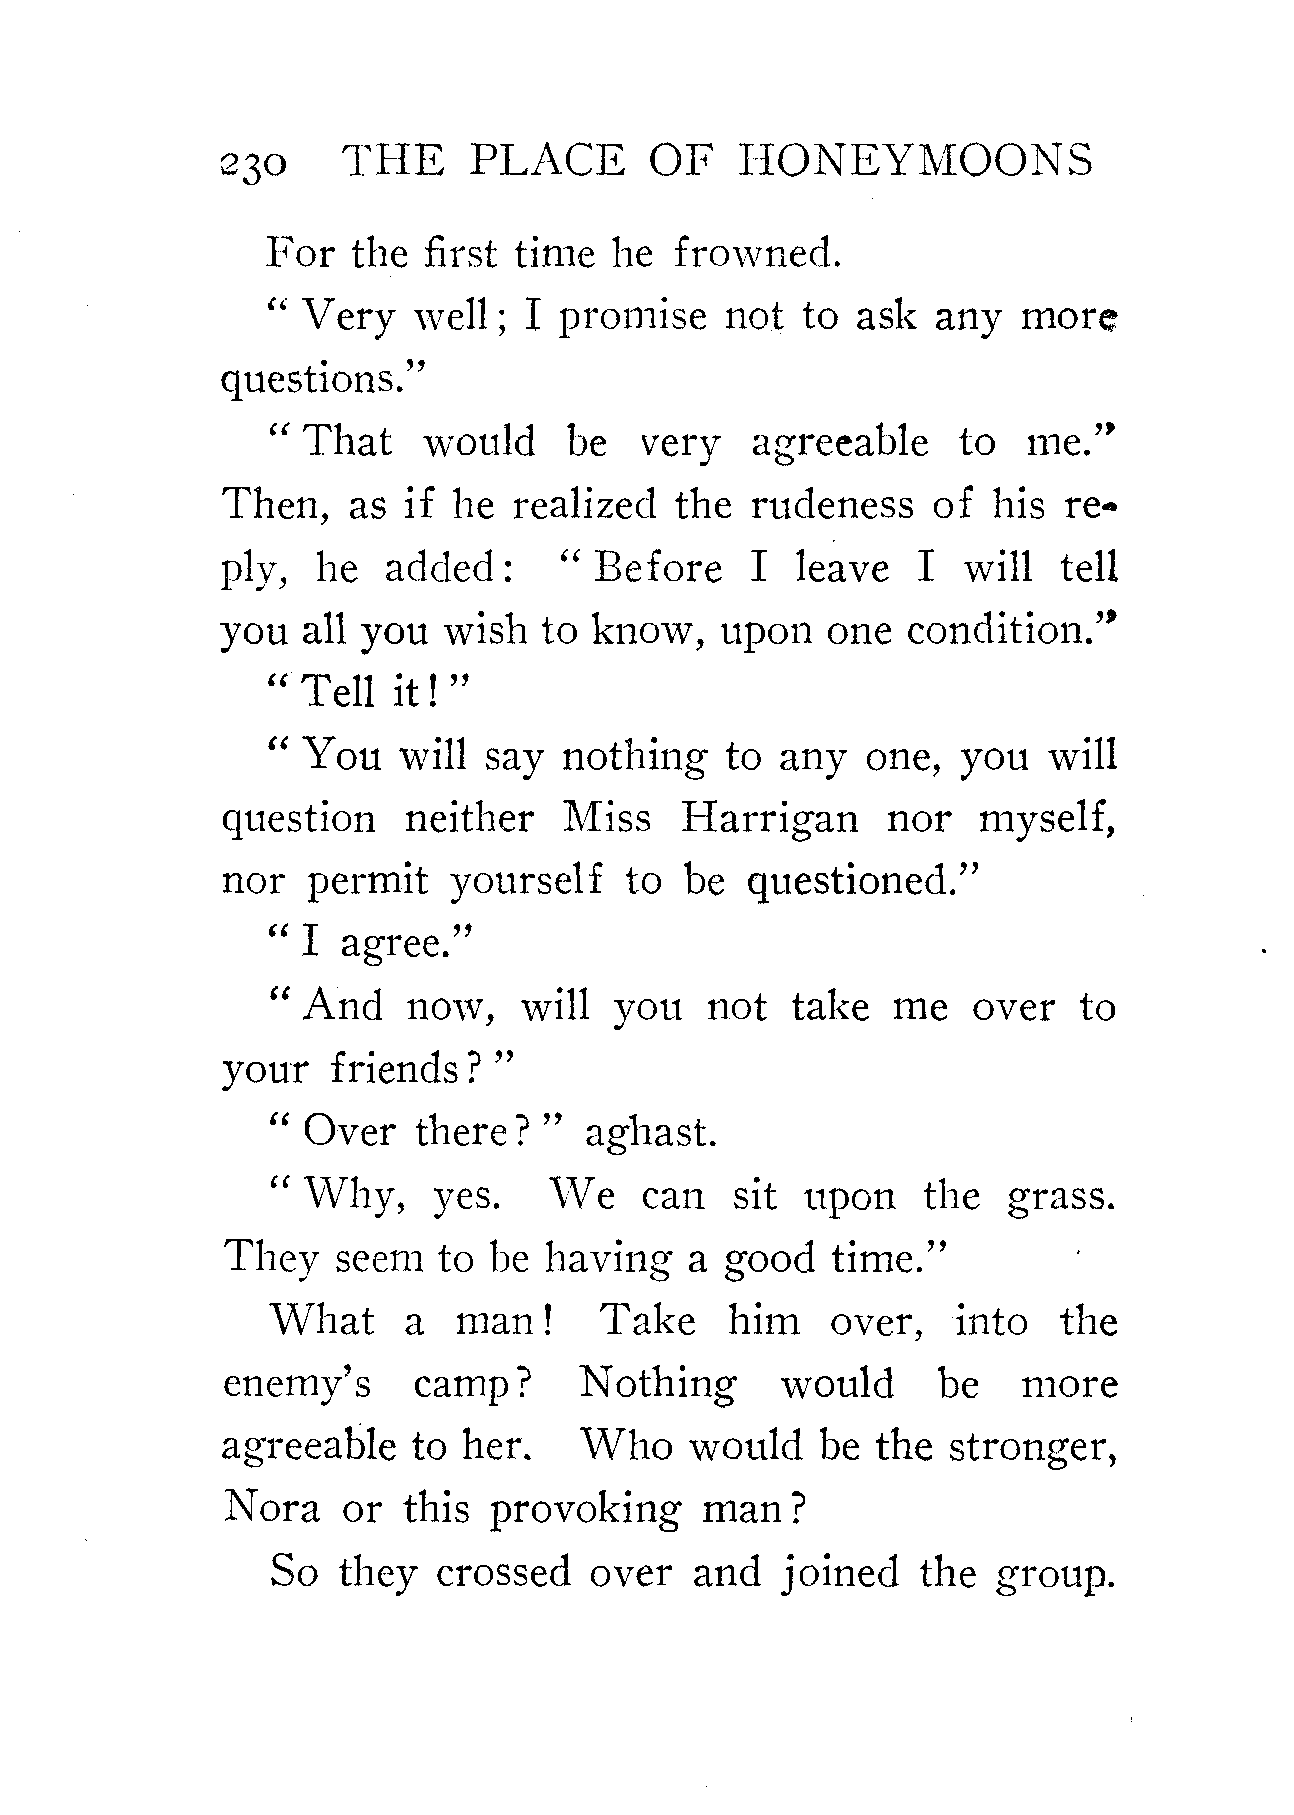 230 THE PLACE OF HONEYMOONS
For the first time he frowned.
“ Very well ; I promise not to ask any more
questions.”
“ That would be very agreeable to me.”
Then, as if he realized the rudeness of his re-
ply, he added : “ Before I leave I will tell
you all you wish to know, upon one condition.”
“ Tell it ! ”
“ You will say nothing to any one, you will
question neither Miss Harrigan nor myself,
nor permit yourself to be questioned.”
“ I agree.”
“ And now, will you not take me over to
your friends ? ”
“ Over there ? ” aghast.
“ Why, yes. We can sit upon the grass.
They seem to be having a good time.”
What a man ! Take him over, into the
enemy’s camp ? Nothing would be more
agreeable to her. Who would be the stronger,
Nora or this provoking man ?
So they crossed over and joined the group.